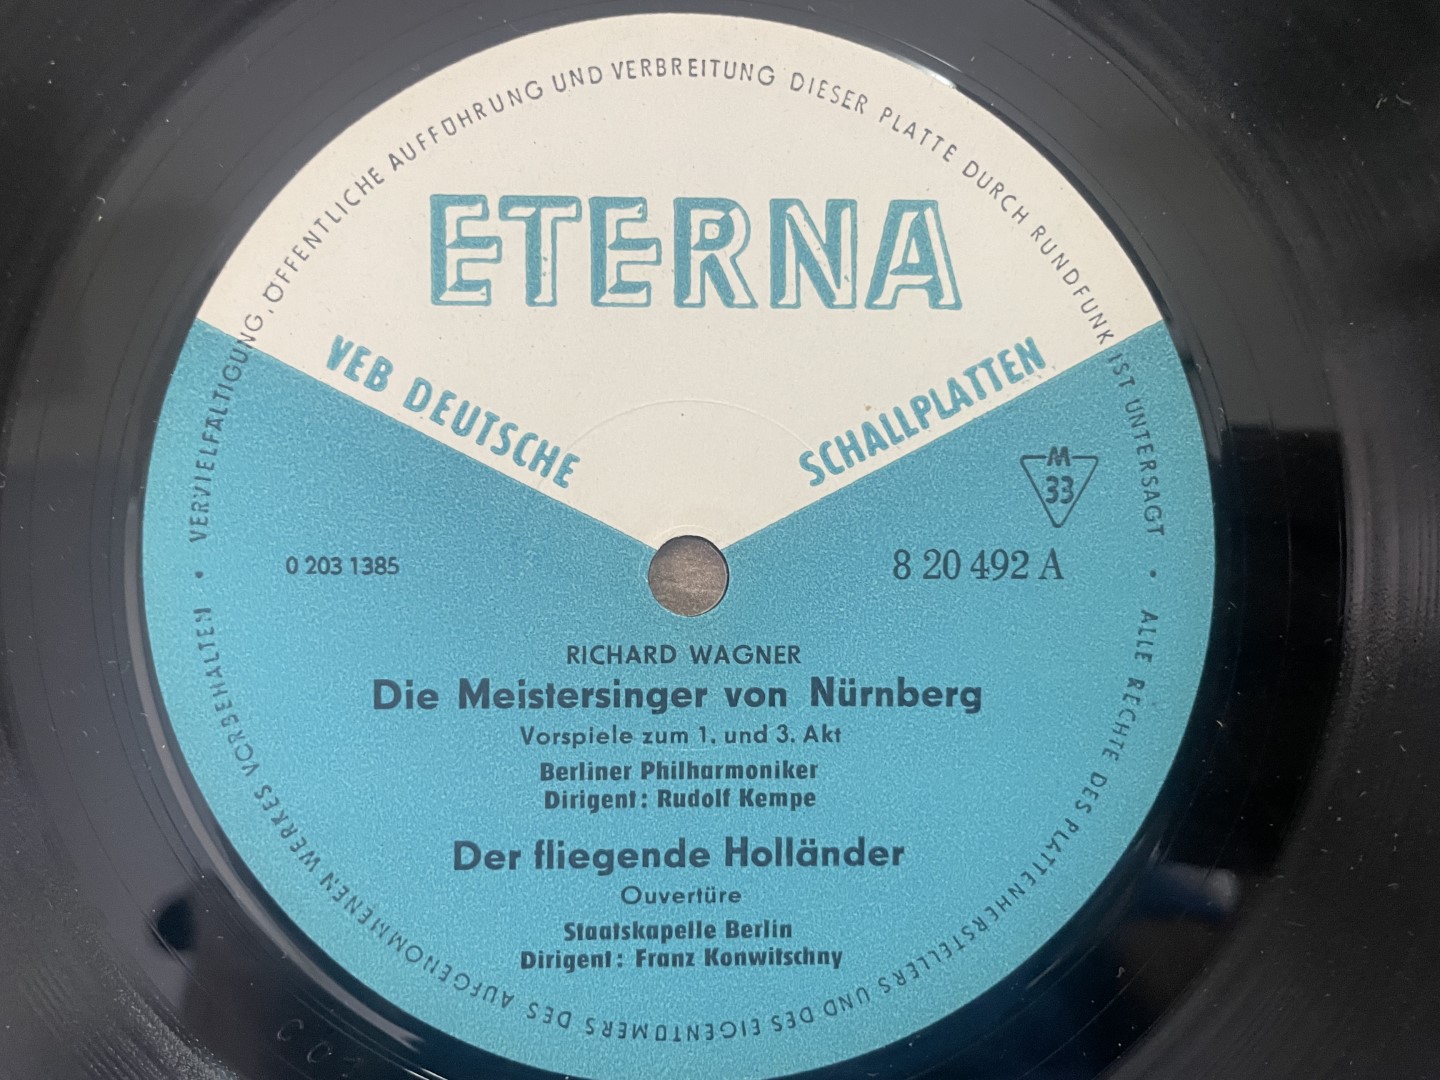 ETERNA
VEB DEUTSCHE SCHALLPLATTEN
M
33
0 203 1385
8 20 492 A
RICHARD WAGNER
Die Meistersinger von Nürnberg
Vorspiele zum 1. und 3. Akt
Berliner Philharmoniker
Dirigent: Rudolf Kempe
Der fliegende Holländer
Ouvertüre
Staatskapelle Berlin
Dirigent: Franz Konwitschny
ALLE RECHTE DES PLATTENHERSTELLERS UND DES EIGENTÜMERS DES AUFGENOMMENEN WERKES VORBEHALTEN • VERVIELFÄLTIGUNG, ÖFFENTLICHE AUFFÜHRUNG UND VERBREITUNG DIESER PLATTE DURCH RUNDFUNK IST UNTERSAGT •